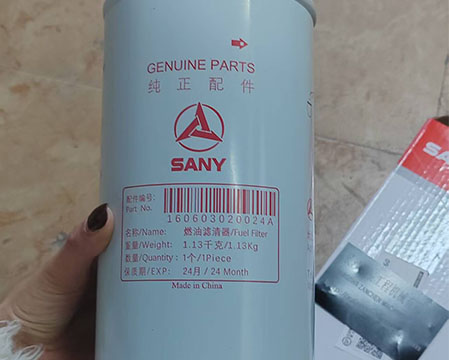 GENUINE PARTS
纯正配件
SANY
配件编号:
Part No.
160603020024A
名称/Name: 燃油滤清器/Fuel Filter
重量/Weight: 1.13千克/1.13Kg
数量/Quantity: 1个/1Piece
保质期/EXP: 24月/24 Month
Made in China
SAN